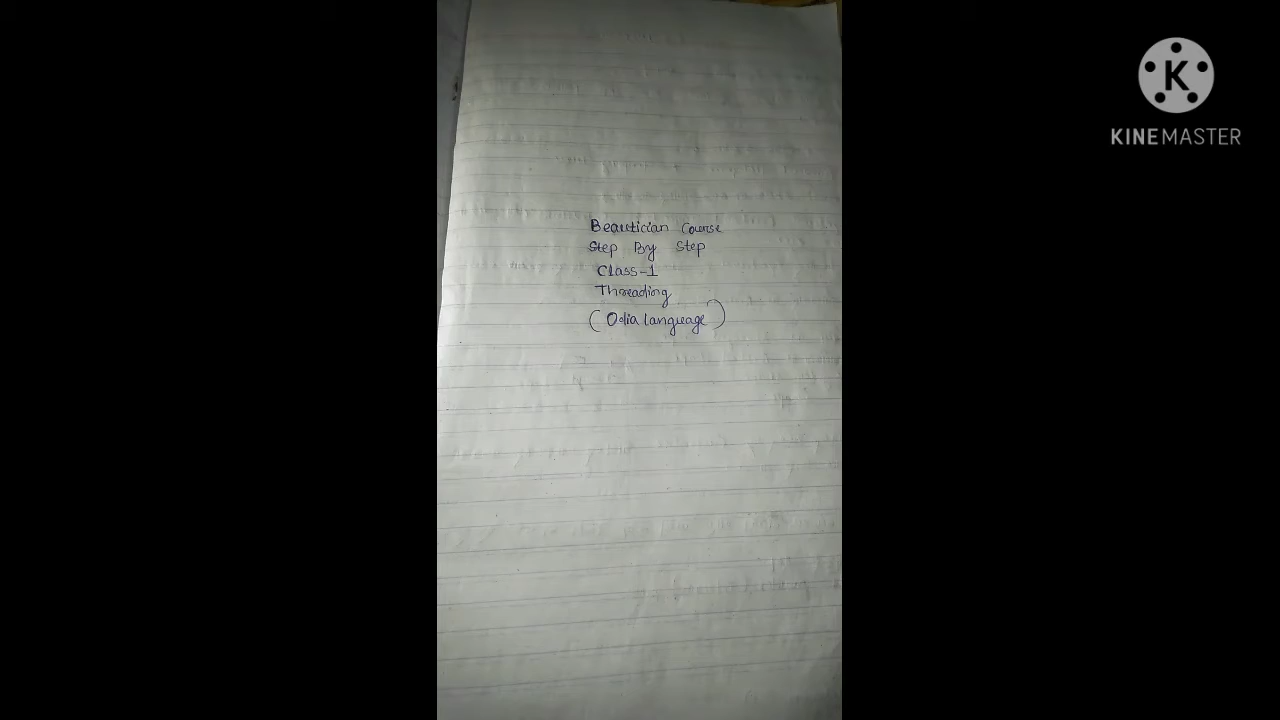 Beautician Course
Step By Step
Class-1
Threading
(Odia language)
K
KINEMASTER